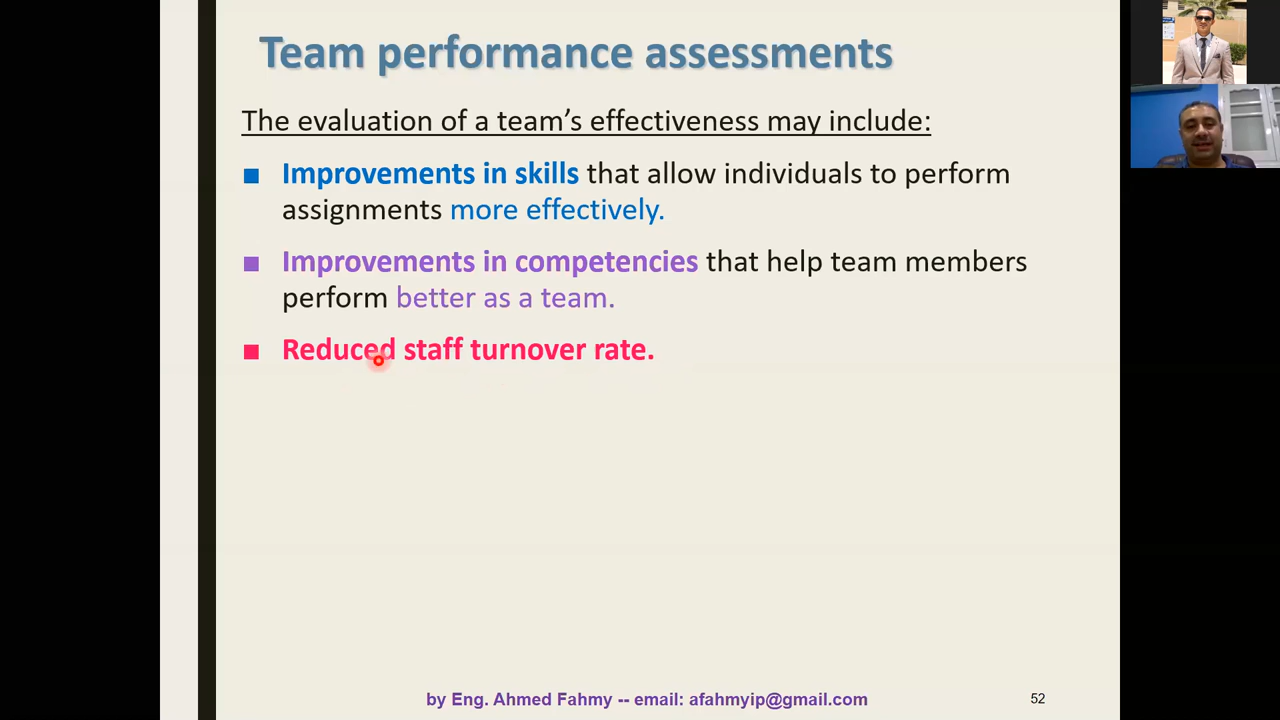 Team performance assessments
The evaluation of a team's effectiveness may include:
Improvements in skills that allow individuals to perform
assignments more effectively.
Improvements in competencies that help team members
perform better as a team.
Reduced staff turnover rate.
by Eng. Ahmed Fahmy -- email: afahmyip@gmail.com
52